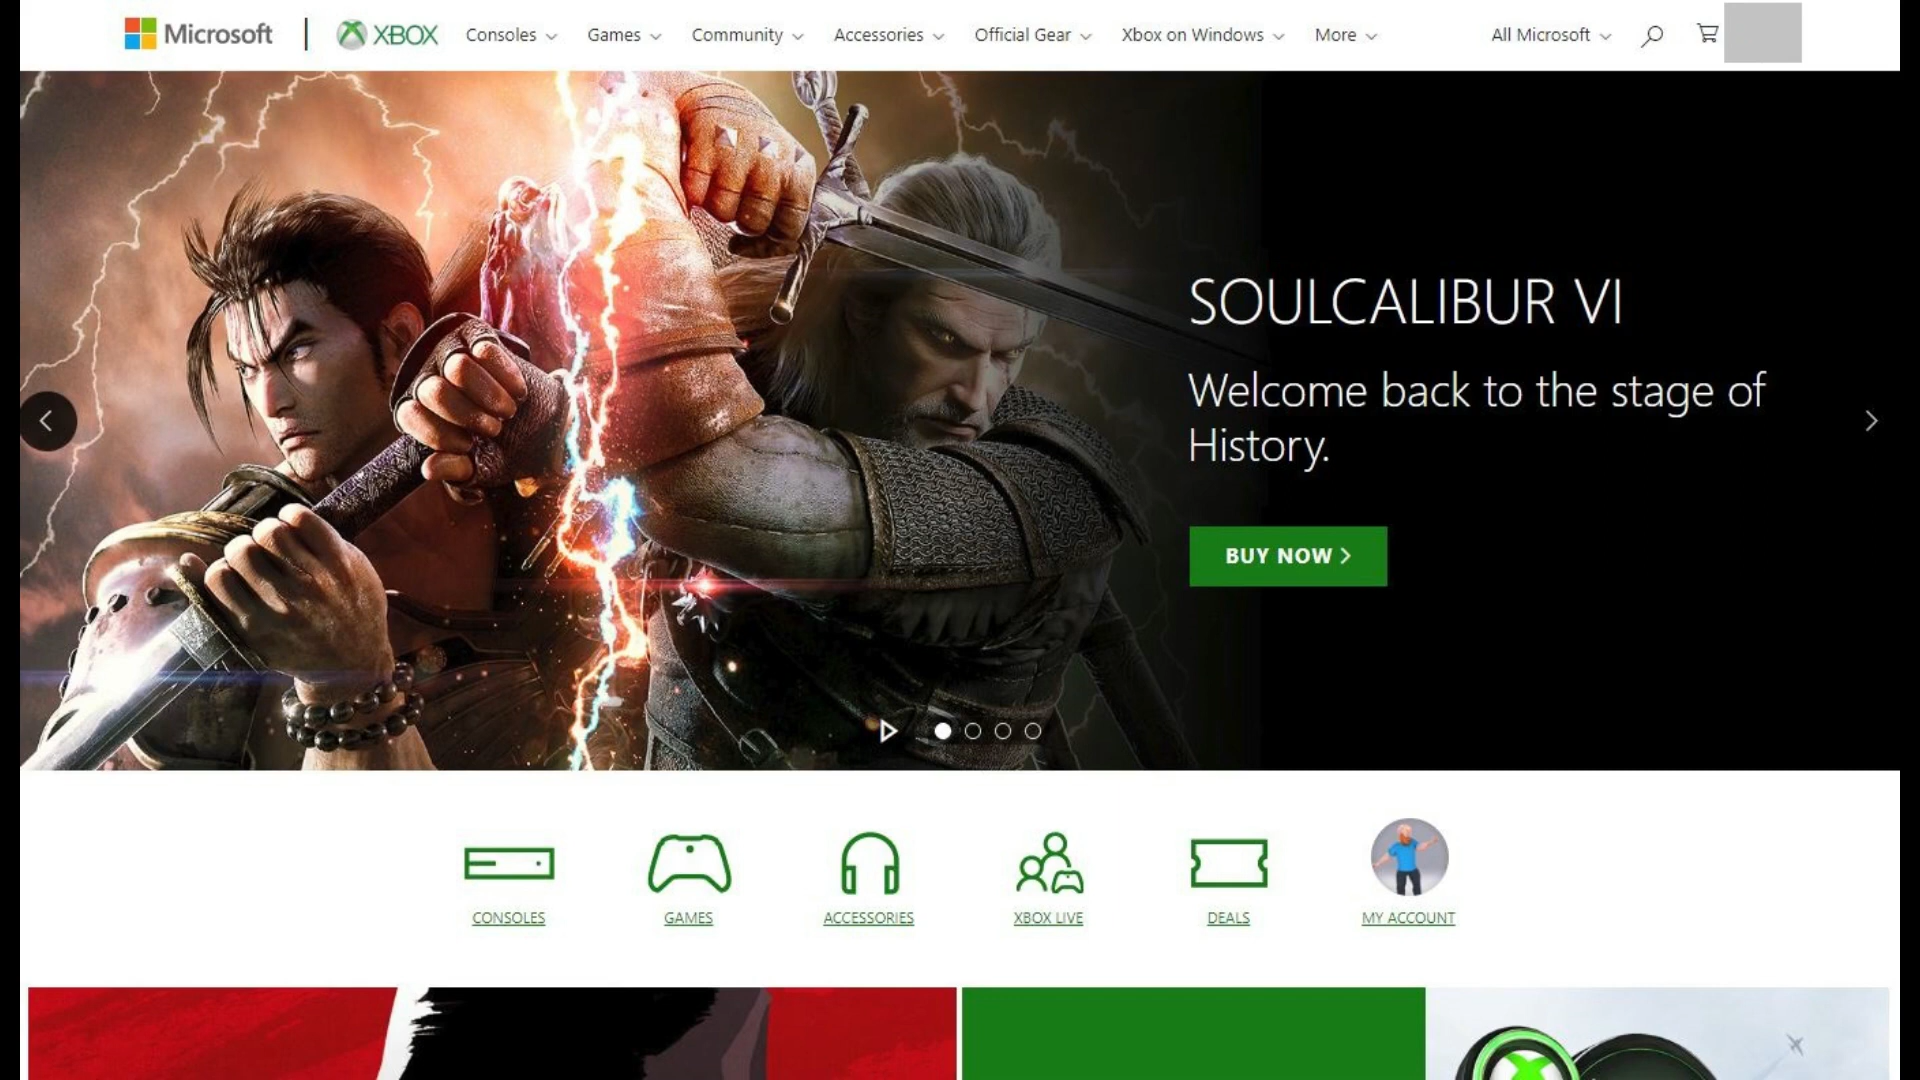 Microsoft XBOX Consoles Games Community Accessories Official Gear Xbox on Windows More All Microsoft
SOULCALIBUR VI
Welcome back to the stage of
History.
BUY NOW
CONSOLES GAMES ACCESSORIES XBOX LIVE DEALS MY ACCOUNT